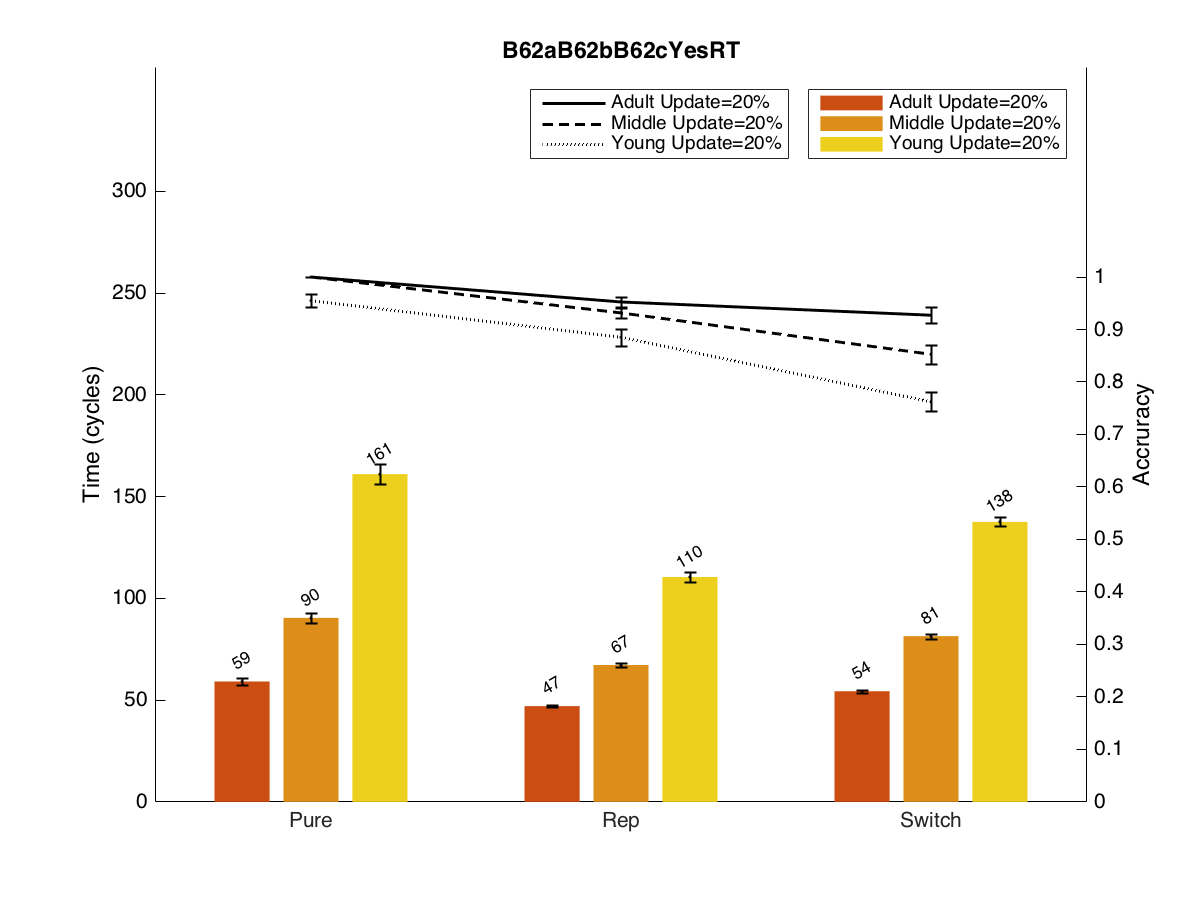 B62aB62bB62cYesRT
Adult Update=20%
Middle Update=20%
Young Update=20%
Adult Update=20%
Middle Update=20%
Young Update=20%
Time (cycles)
300
250
200
150
100
50
0
Accruracy
1
0.9
0.8
0.7
0.6
0.5
0.4
0.3
0.2
0.1
0
59
90
161
47
67
110
54
81
138
Pure
Rep
Switch